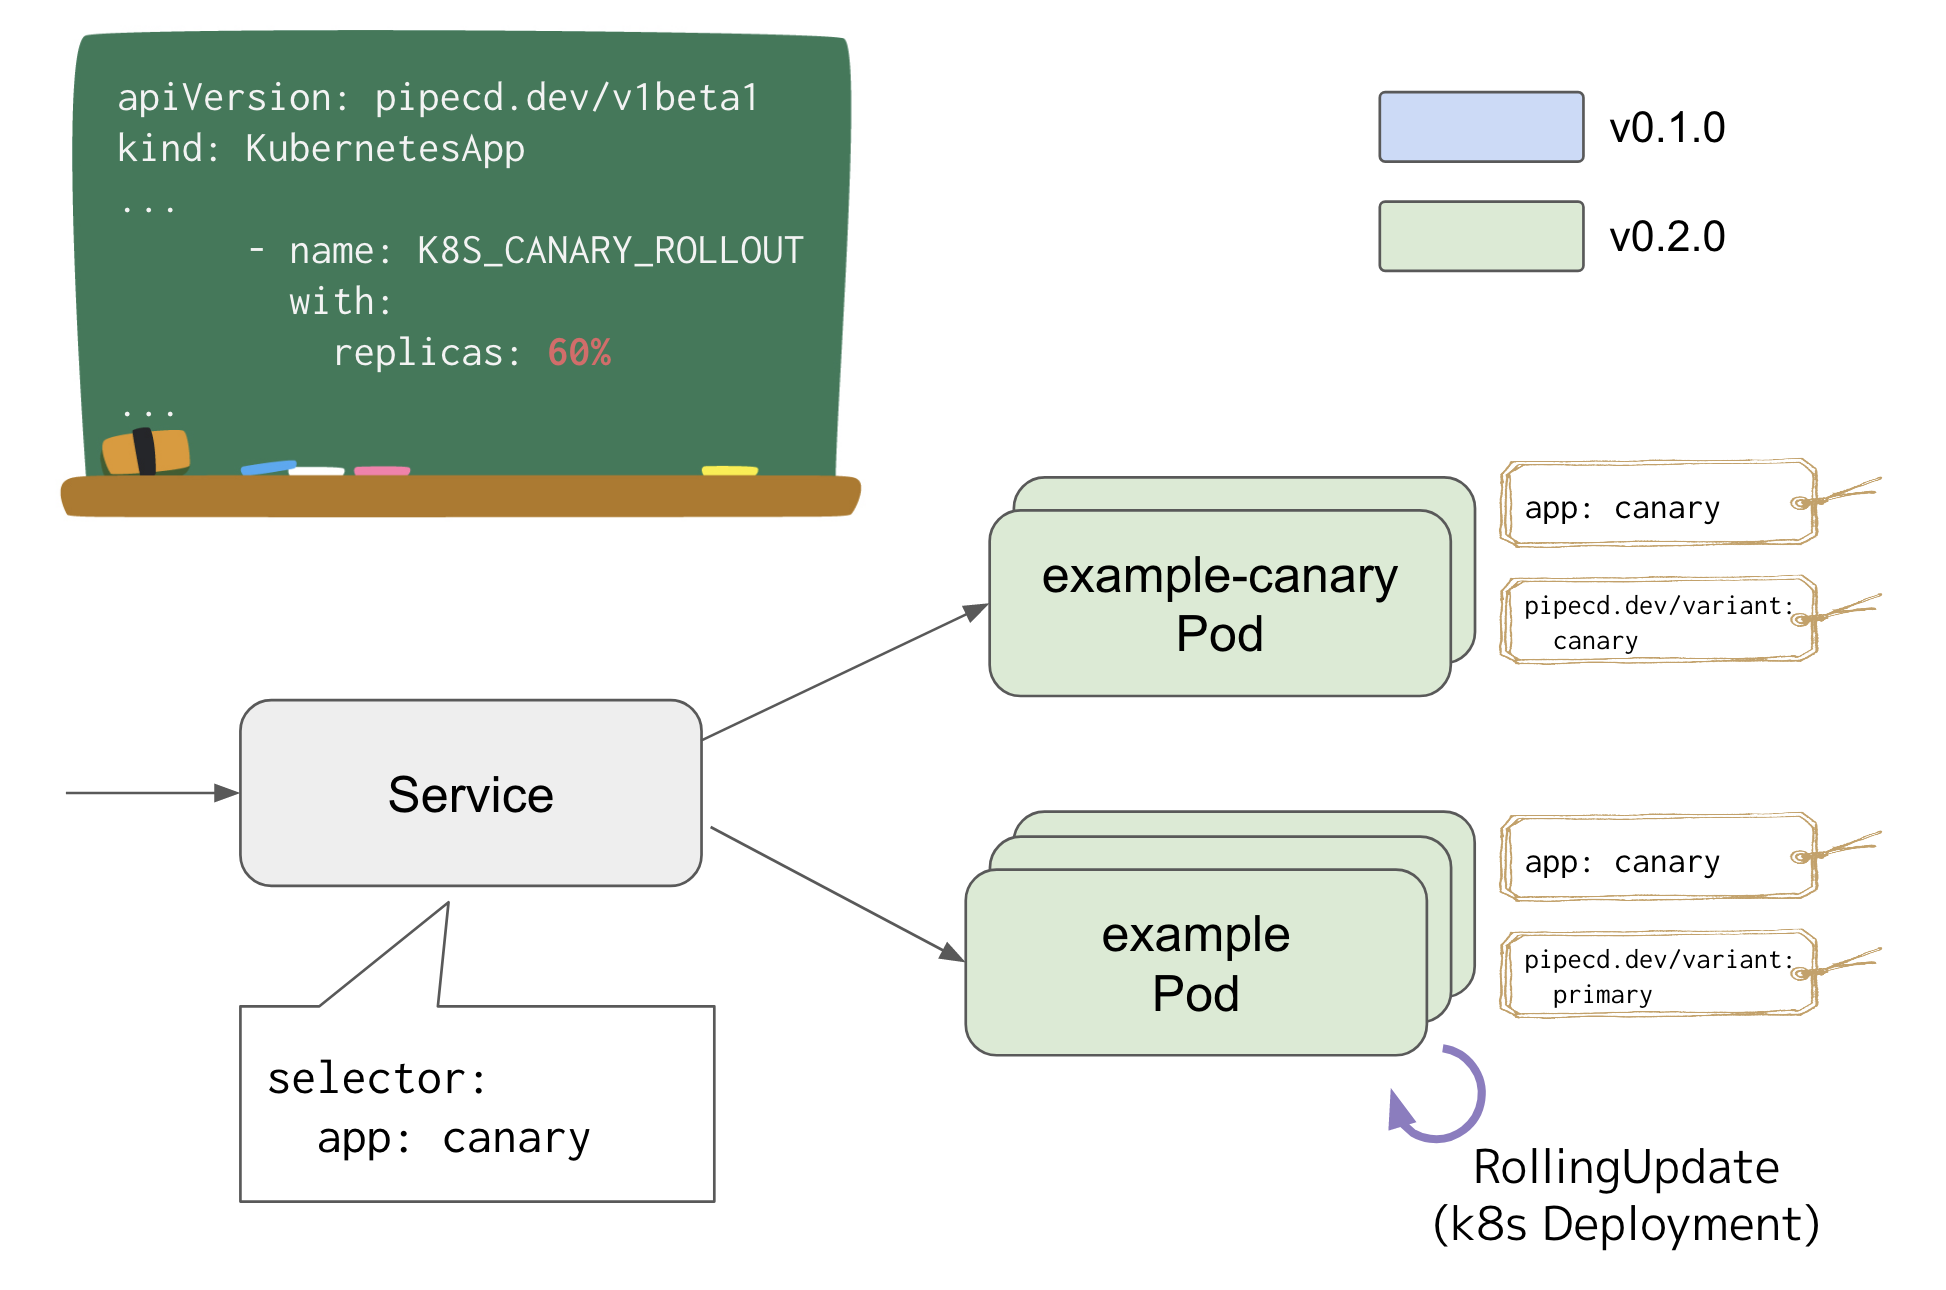 apiVersion: pipecd.dev/v1beta1
kind: KubernetesApp
...
- name: K8S_CANARY_ROLLOUT
with:
replicas: 60%
...
v0.1.0
v0.2.0
example-canary
Pod
app: canary
pipecd.dev/variant:
canary
Service
selector:
app: canary
example
Pod
app: canary
pipecd.dev/variant:
primary
RollingUpdate
(k8s Deployment)